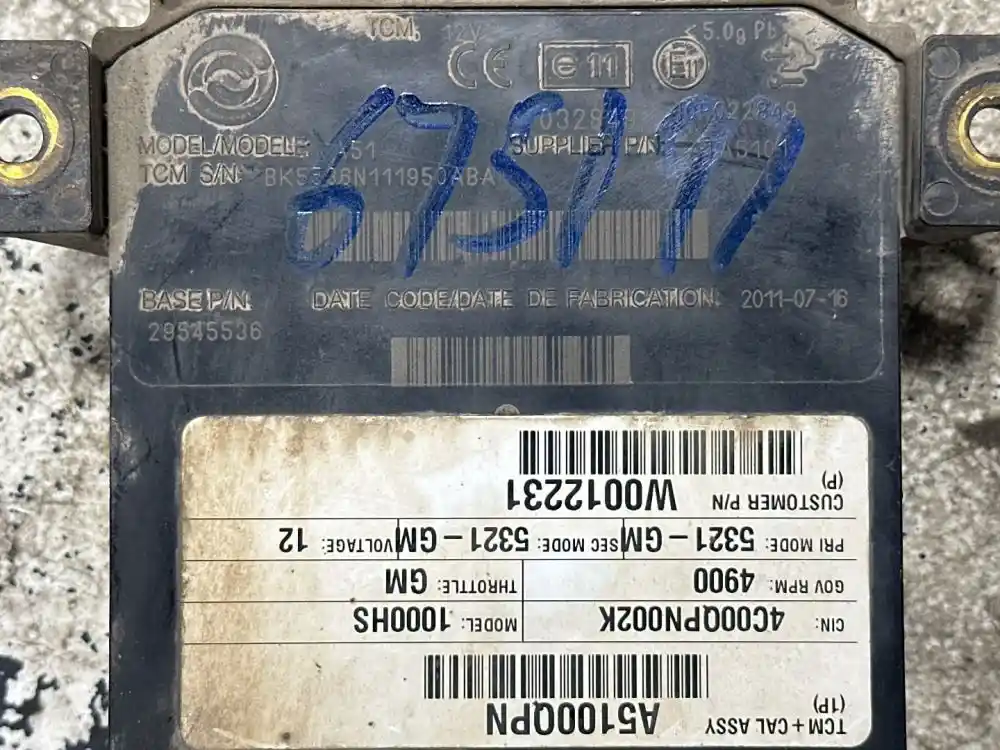 TCM, 12V <5.0g Pb
CE e 11 E11
675199
MODEL/MODELE: SUPPLIER P/N:
TCM S/N:
BASE P/N: DATE CODE/DATE DE FABRICATION: 2011-07-16
29545536
TCM + CAL ASSY (1P) A5100QPN
CIN: 4C00QPN002K MODEL: 1000HS
GOV RPM: 4900 THROTTLE: GM
PRI MODE: 5321-GM SEC MODE: 5321-GM VOLTAGE: 12
CUSTOMER P/N (P) W0012231